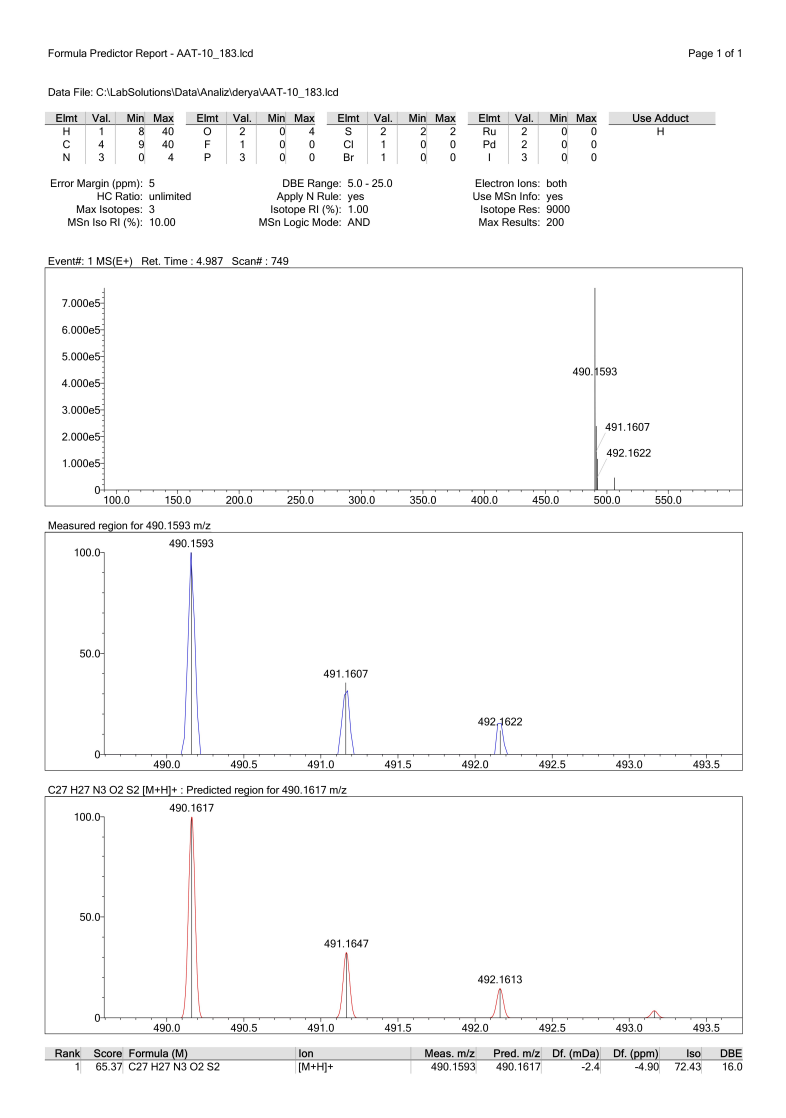 Formula Predictor Report - AAT-10_183.lcd Page 1 of 1
Data File: C:\LabSolutions\Data\Analiz\derya\AAT-10_183.lcd
Elmt Val. Min Max Elmt Val. Min Max Elmt Val. Min Max Elmt Val. Min Max Use Adduct
H 1 8 40 O 2 0 4 S 2 2 2 Ru 2 0 0 H
C 4 9 40 F 1 0 0 Cl 1 0 0 Pd 2 0 0
N 3 0 4 P 3 0 0 Br 1 0 0 I 3 0 0
Error Margin (ppm): 5 DBE Range: 5.0 - 25.0 Electron Ions: both
HC Ratio: unlimited Apply N Rule: yes Use MSn Info: yes
Max Isotopes: 3 Isotope RI (%): 1.00 Isotope Res: 9000
MSn Iso RI (%): 10.00 MSn Logic Mode: AND Max Results: 200
Event#: 1 MS(E+) Ret. Time : 4.987 Scan# : 749
7.000e5
6.000e5
5.000e5
4.000e5 490.1593
3.000e5
2.000e5 491.1607
492.1622
1.000e5
0
100.0 150.0 200.0 250.0 300.0 350.0 400.0 450.0 500.0 550.0
Measured region for 490.1593 m/z
490.1593
100.0
50.0
491.1607
492.1622
0
490.0 490.5 491.0 491.5 492.0 492.5 493.0 493.5
C27 H27 N3 O2 S2 [M+H]+ : Predicted region for 490.1617 m/z
490.1617
100.0
50.0
491.1647
492.1613
0
490.0 490.5 491.0 491.5 492.0 492.5 493.0 493.5
Rank Score Formula (M) Ion Meas. m/z Pred. m/z Df. (mDa) Df. (ppm) Iso DBE
1 65.37 C27 H27 N3 O2 S2 [M+H]+ 490.1593 490.1617 -2.4 -4.90 72.43 16.0